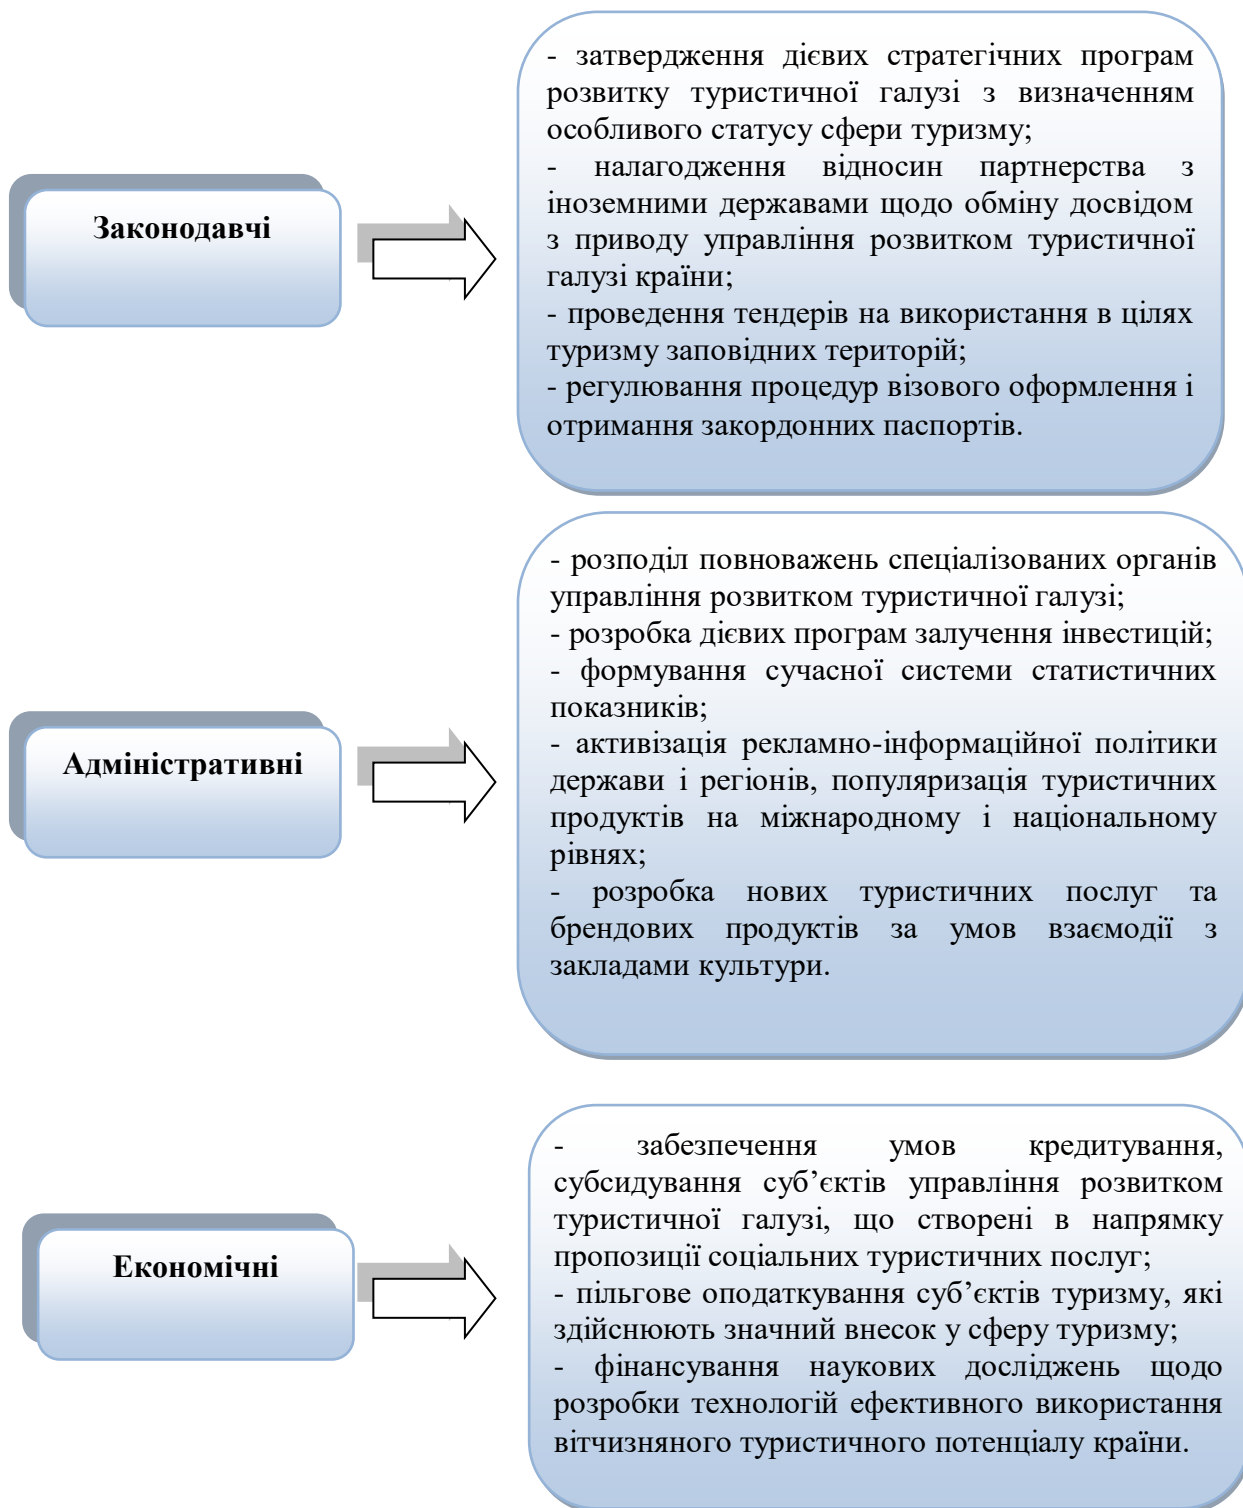 Законодавчі
- затвердження дієвих стратегічних програм
розвитку туристичної галузі з визначенням
особливого статусу сфери туризму;
- налагодження відносин партнерства з
іноземними державами щодо обміну досвідом
з приводу управління розвитком туристичної
галузі країни;
- проведення тендерів на використання в цілях
туризму заповідних територій;
- регулювання процедур візового оформлення і
отримання закордонних паспортів.
Адміністративні
- розподіл повноважень спеціалізованих органів
управління розвитком туристичної галузі;
- розробка дієвих програм залучення інвестицій;
- формування сучасної системи статистичних
показників;
- активізація рекламно-інформаційної політики
держави і регіонів, популяризація туристичних
продуктів на міжнародному і національному
рівнях;
- розробка нових туристичних послуг та
брендових продуктів за умов взаємодії з
закладами культури.
Економічні
- забезпечення умов кредитування,
субсидування суб’єктів управління розвитком
туристичної галузі, що створені в напрямку
пропозиції соціальних туристичних послуг;
- пільгове оподаткування суб’єктів туризму, які
здійснюють значний внесок у сферу туризму;
- фінансування наукових досліджень щодо
розробки технологій ефективного використання
вітчизняного туристичного потенціалу країни.